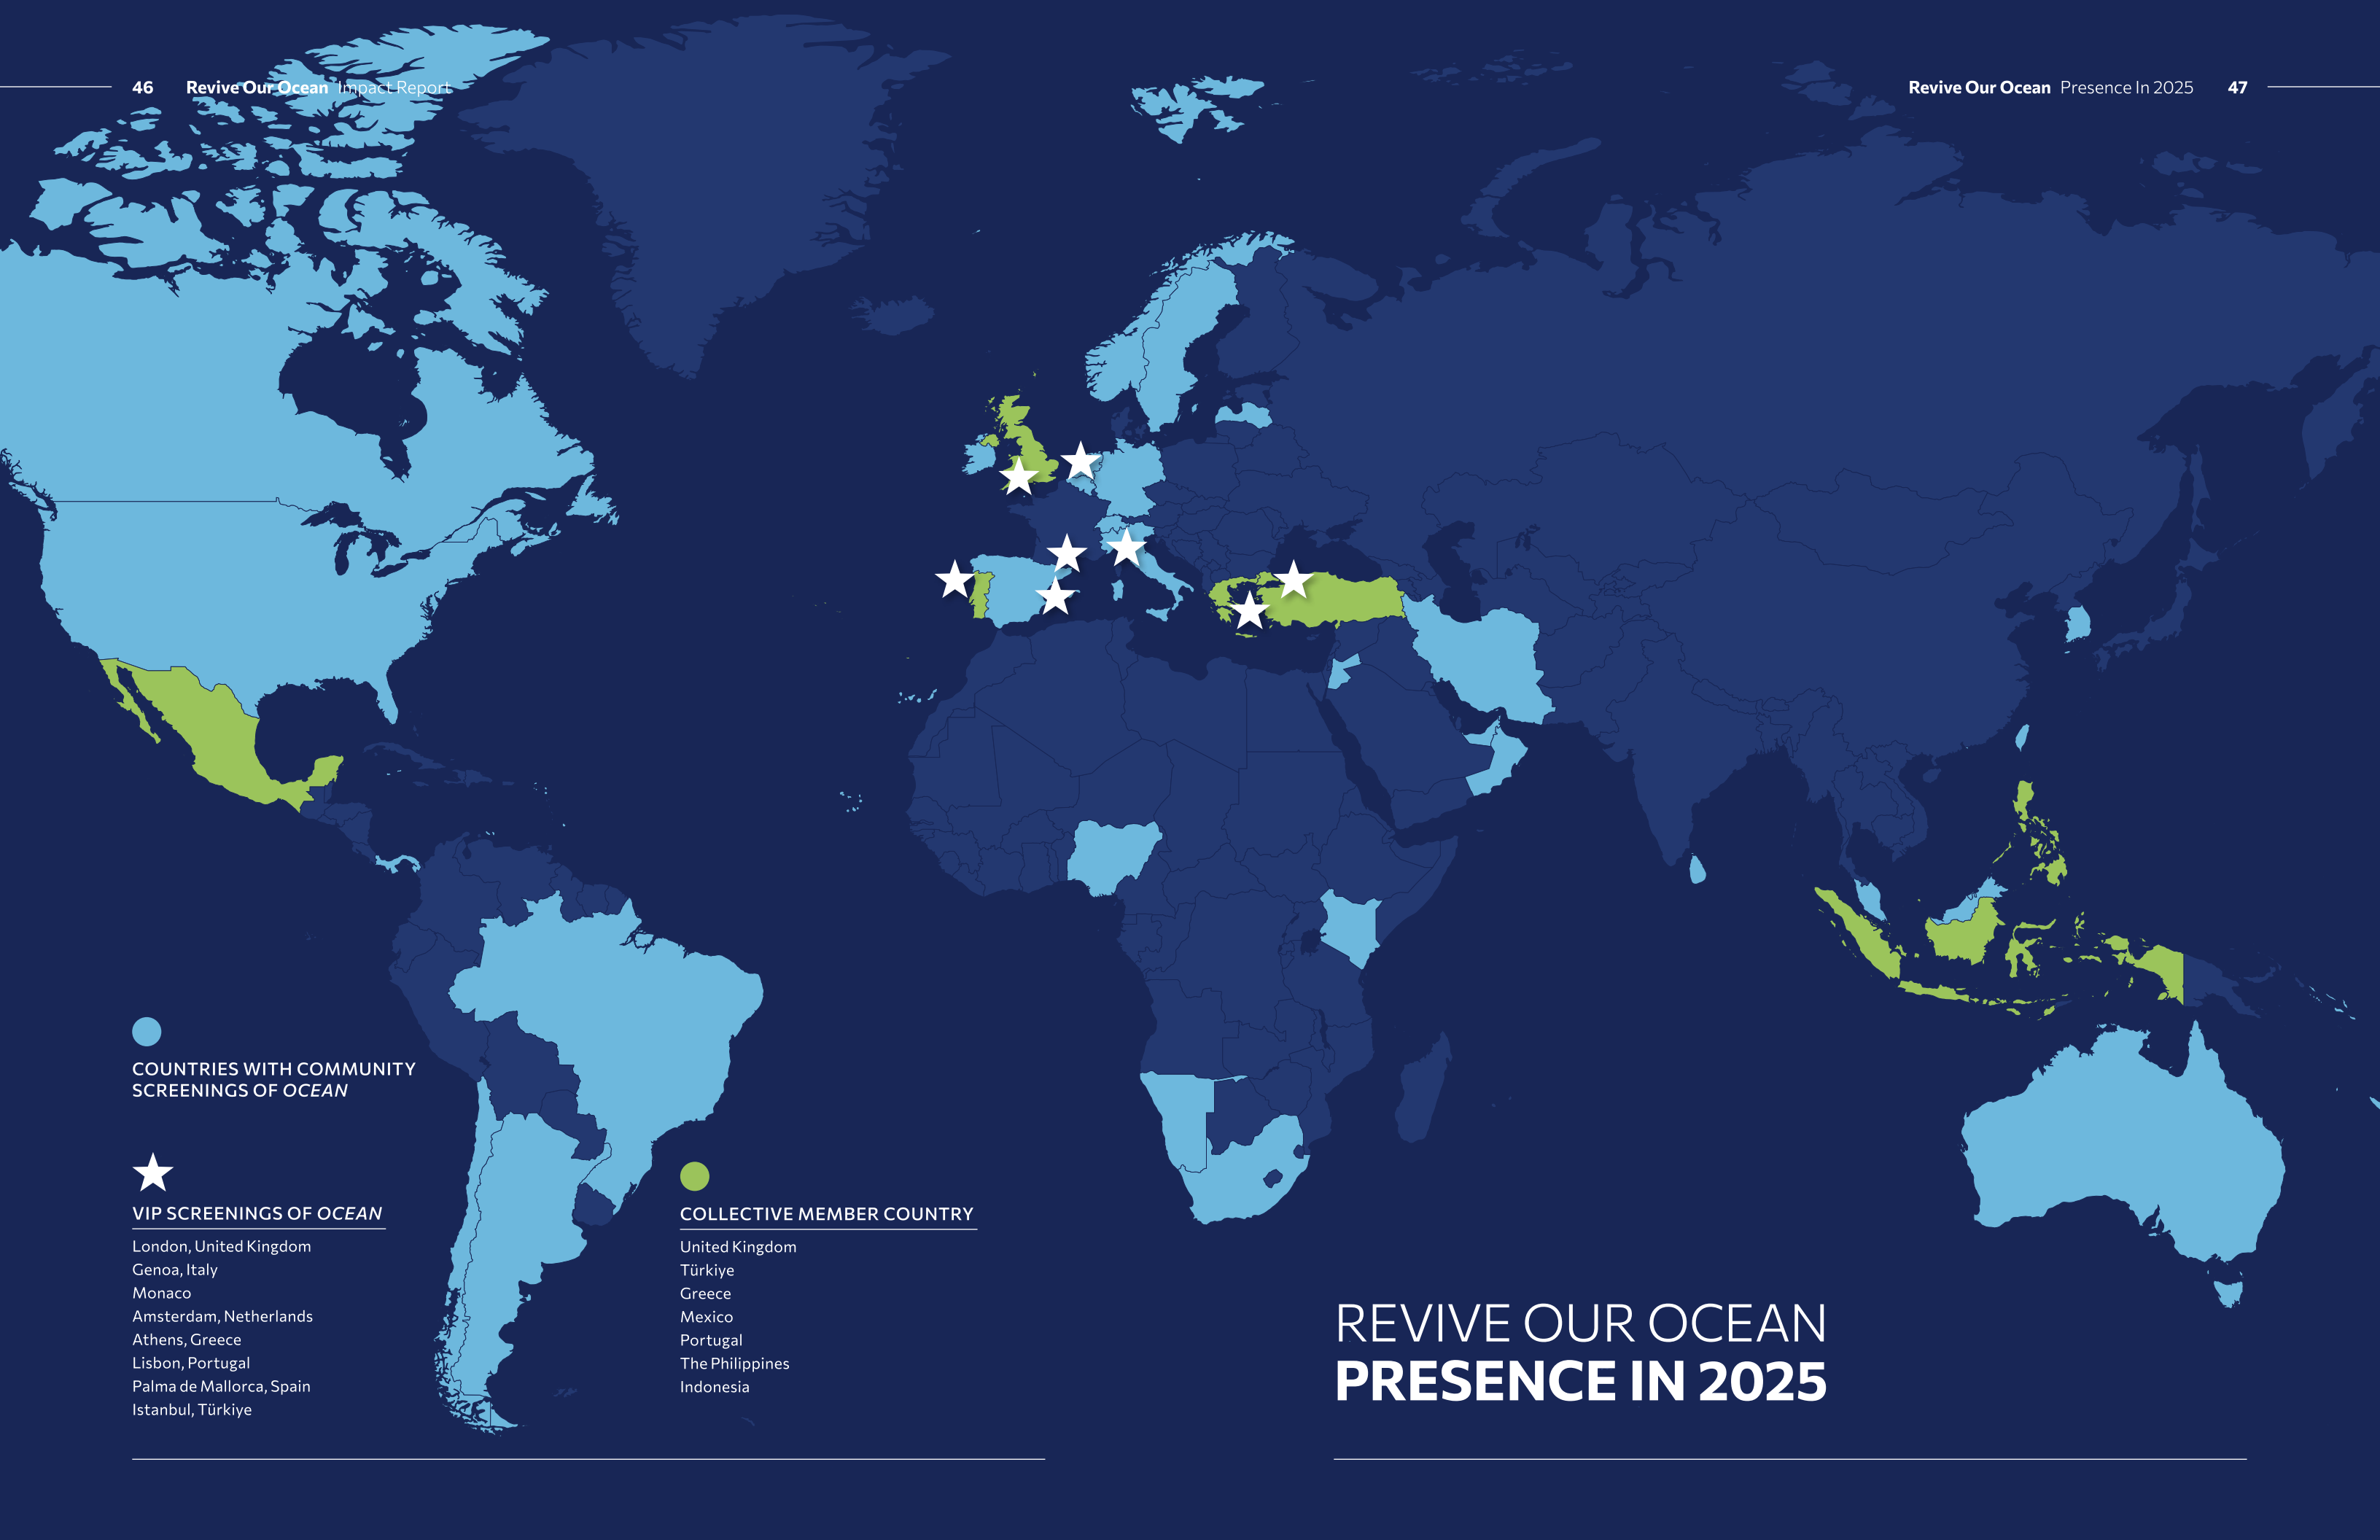 46 Revive Our Ocean Impact Report
Revive Our Ocean Presence In 2025 47
COUNTRIES WITH COMMUNITY
SCREENINGS OF OCEAN
VIP SCREENINGS OF OCEAN
London, United Kingdom
Genoa, Italy
Monaco
Amsterdam, Netherlands
Athens, Greece
Lisbon, Portugal
Palma de Mallorca, Spain
Istanbul, Türkiye
COLLECTIVE MEMBER COUNTRY
United Kingdom
Türkiye
Greece
Mexico
Portugal
The Philippines
Indonesia
REVIVE OUR OCEAN
PRESENCE IN 2025